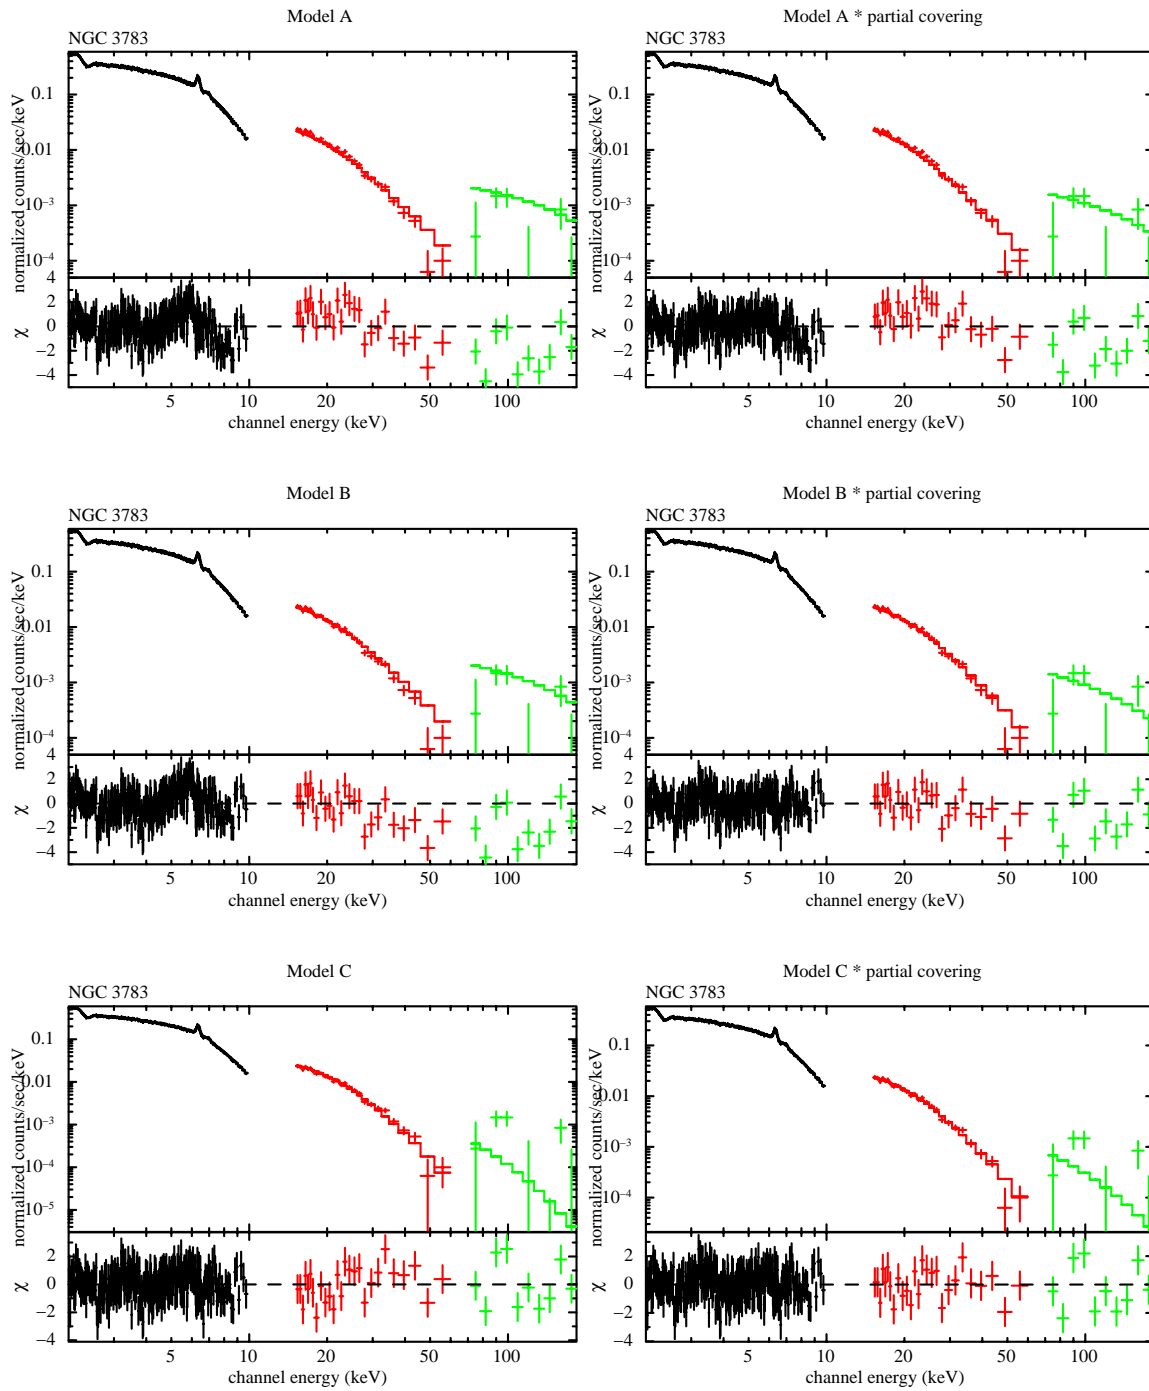 Model A
NGC 3783
normalized counts/sec/keV
0.1
0.01
10⁻³
10⁻⁴
χ
4
2
0
−2
−4
5
10
20
50
100
channel energy (keV)
Model A * partial covering
NGC 3783
normalized counts/sec/keV
0.1
0.01
10⁻³
10⁻⁴
χ
4
2
0
−2
−4
5
10
20
50
100
channel energy (keV)
Model B
NGC 3783
normalized counts/sec/keV
0.1
0.01
10⁻³
10⁻⁴
χ
4
2
0
−2
−4
5
10
20
50
100
channel energy (keV)
Model B * partial covering
NGC 3783
normalized counts/sec/keV
0.1
0.01
10⁻³
10⁻⁴
χ
4
2
0
−2
−4
5
10
20
50
100
channel energy (keV)
Model C
NGC 3783
normalized counts/sec/keV
0.1
0.01
10⁻³
10⁻⁴
10⁻⁵
χ
2
0
−2
−4
5
10
20
50
100
channel energy (keV)
Model C * partial covering
NGC 3783
normalized counts/sec/keV
0.1
0.01
10⁻³
10⁻⁴
χ
2
0
−2
−4
5
10
20
50
100
channel energy (keV)